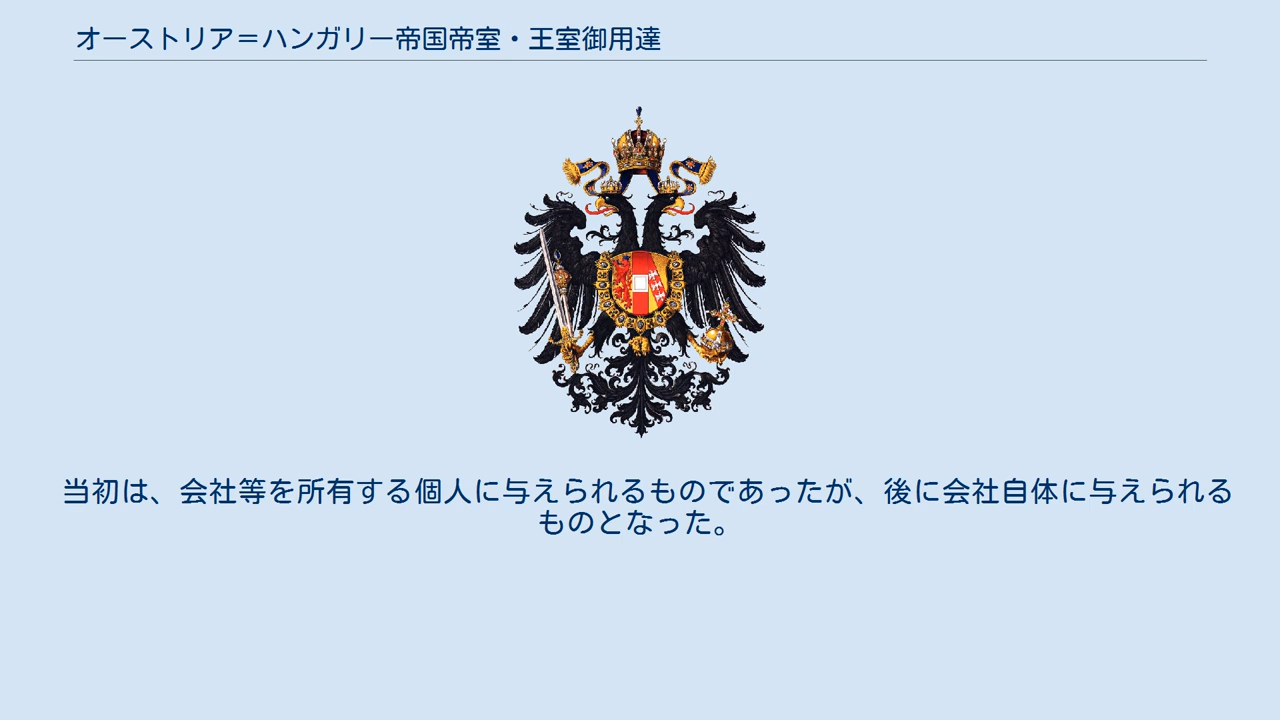 オーストリア＝ハンガリー帝国帝室・王室御用達
当初は、会社等を所有する個人に与えられるものであったが、後に会社自体に与えられる
ものとなった。